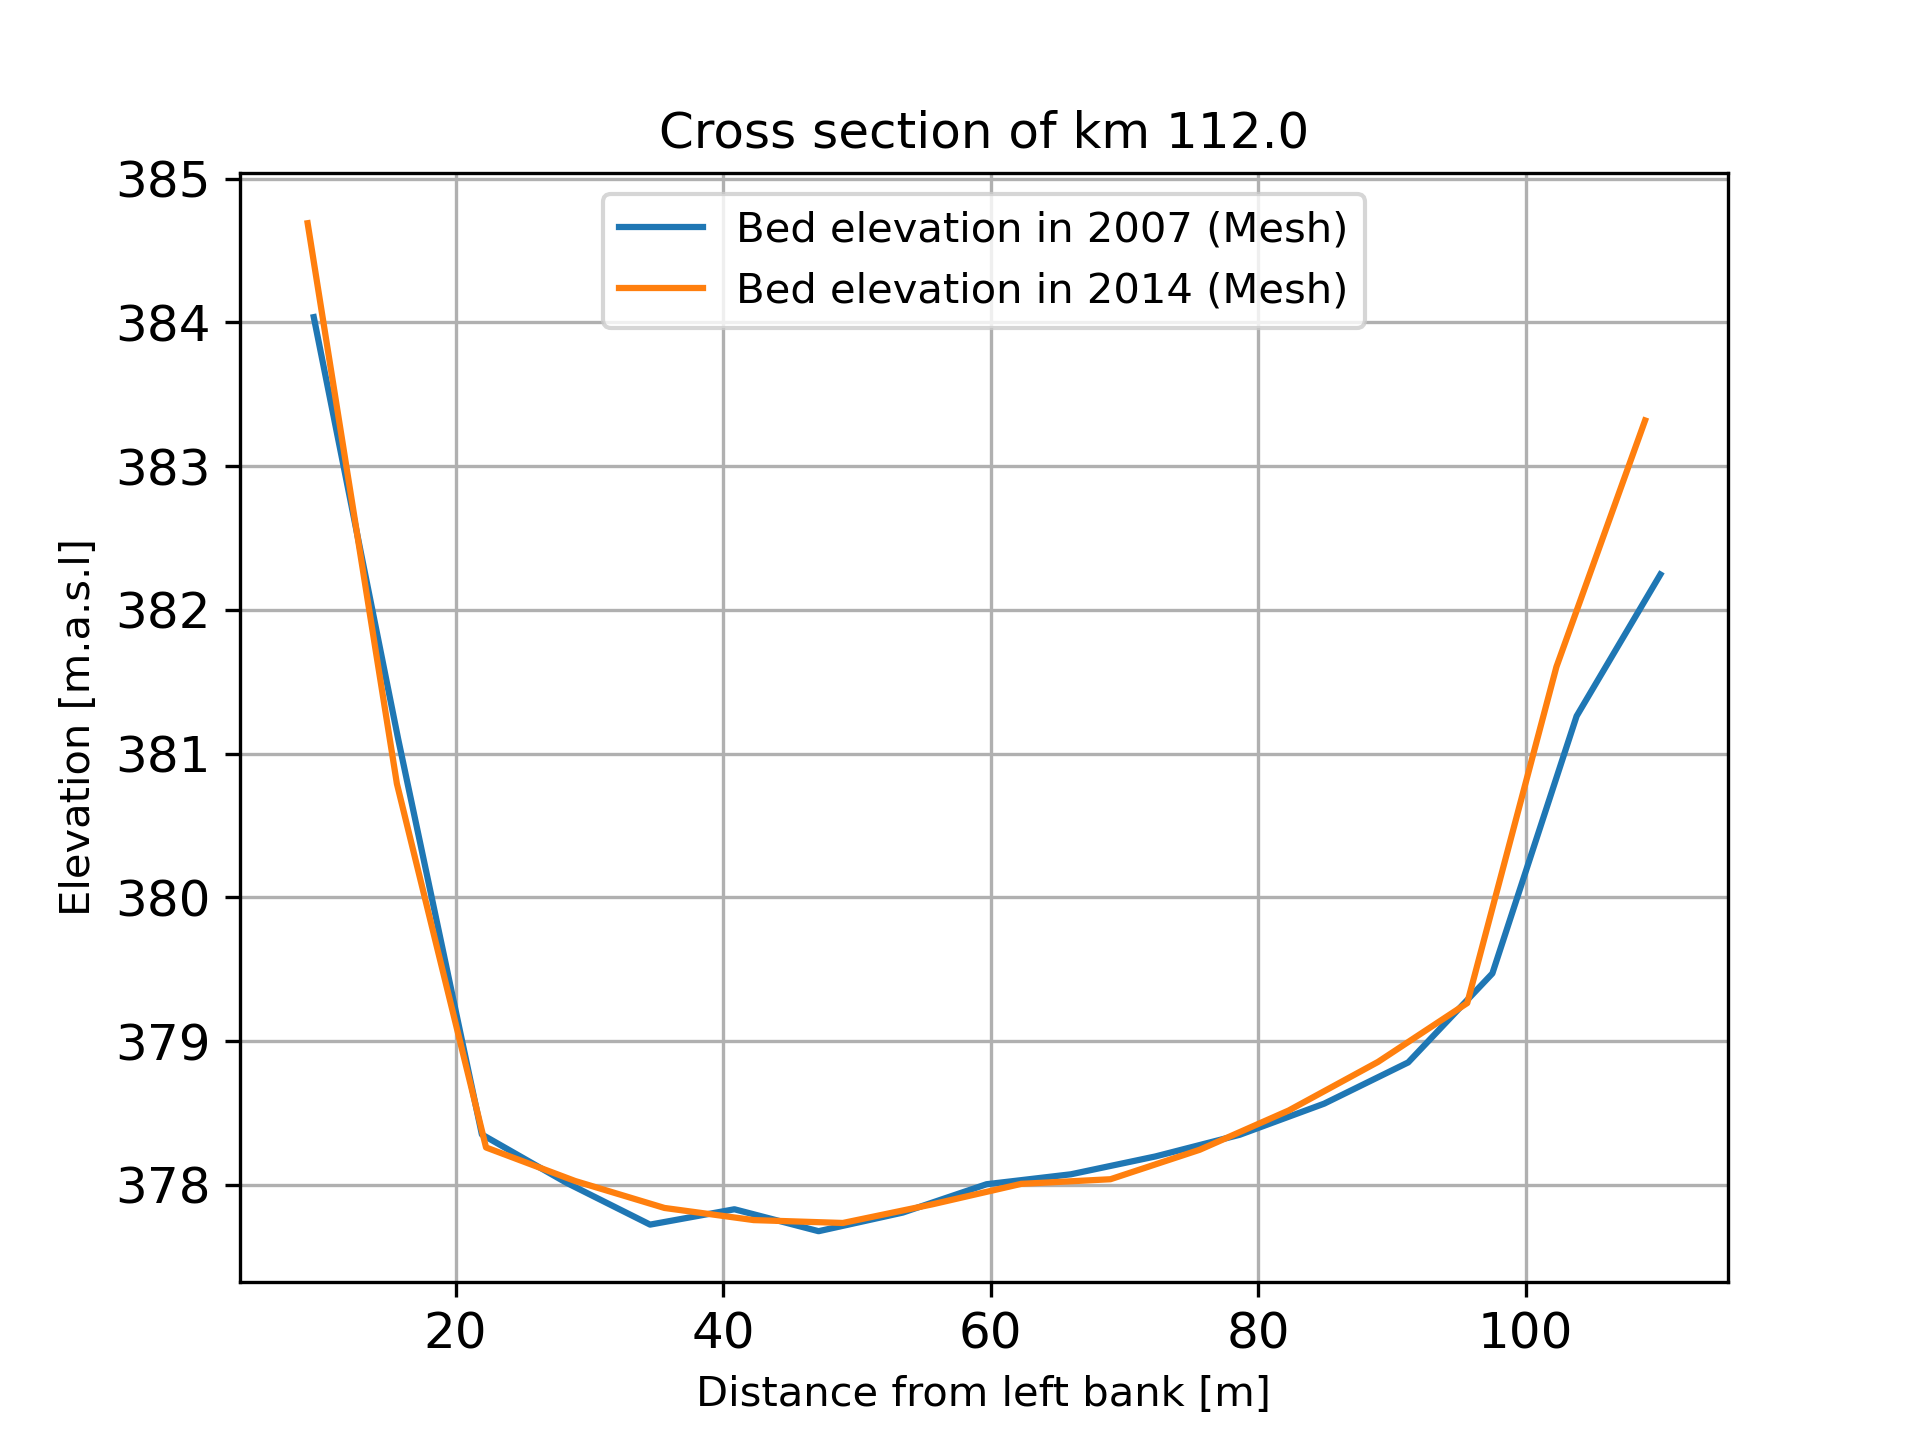 Cross section of km 112.0
Bed elevation in 2007 (Mesh)
Bed elevation in 2014 (Mesh)
Elevation [m.a.s.l]
385
384
383
382
381
380
379
378
20 40 60 80 100
Distance from left bank [m]